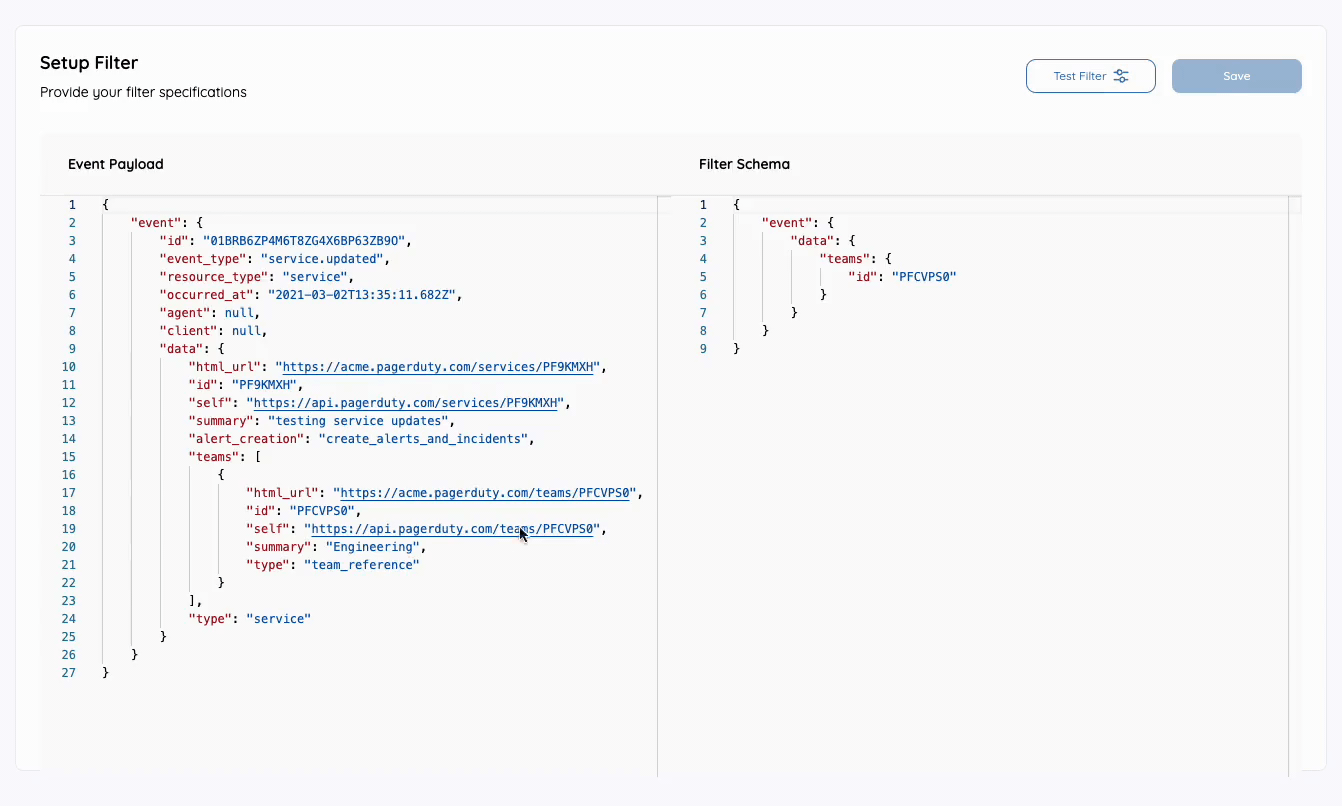 Setup Filter
Provide your filter specifications
Test Filter
Save
Event Payload
1 {
2     "event": {
3         "id": "01BRB6ZP4M6T8ZG4X6BP63ZB9O",
4         "event_type": "service.updated",
5         "resource_type": "service",
6         "occurred_at": "2021-03-02T13:35:11.682Z",
7         "agent": null,
8         "client": null,
9         "data": {
10             "html_url": "https://acme.pagerduty.com/services/PF9KMXH",
11             "id": "PF9KMXH",
12             "self": "https://api.pagerduty.com/services/PF9KMXH",
13             "summary": "testing service updates",
14             "alert_creation": "create_alerts_and_incidents",
15             "teams": [
16                 {
17                     "html_url": "https://acme.pagerduty.com/teams/PFCVPS0",
18                     "id": "PFCVPS0",
19                     "self": "https://api.pagerduty.com/teams/PFCVPS0",
20                     "summary": "Engineering",
21                     "type": "team_reference"
22                 }
23             ],
24             "type": "service"
25         }
26     }
27 }
Filter Schema
1 {
2     "event": {
3         "data": {
4             "teams": {
5                 "id": "PFCVPS0"
6             }
7         }
8     }
9 }